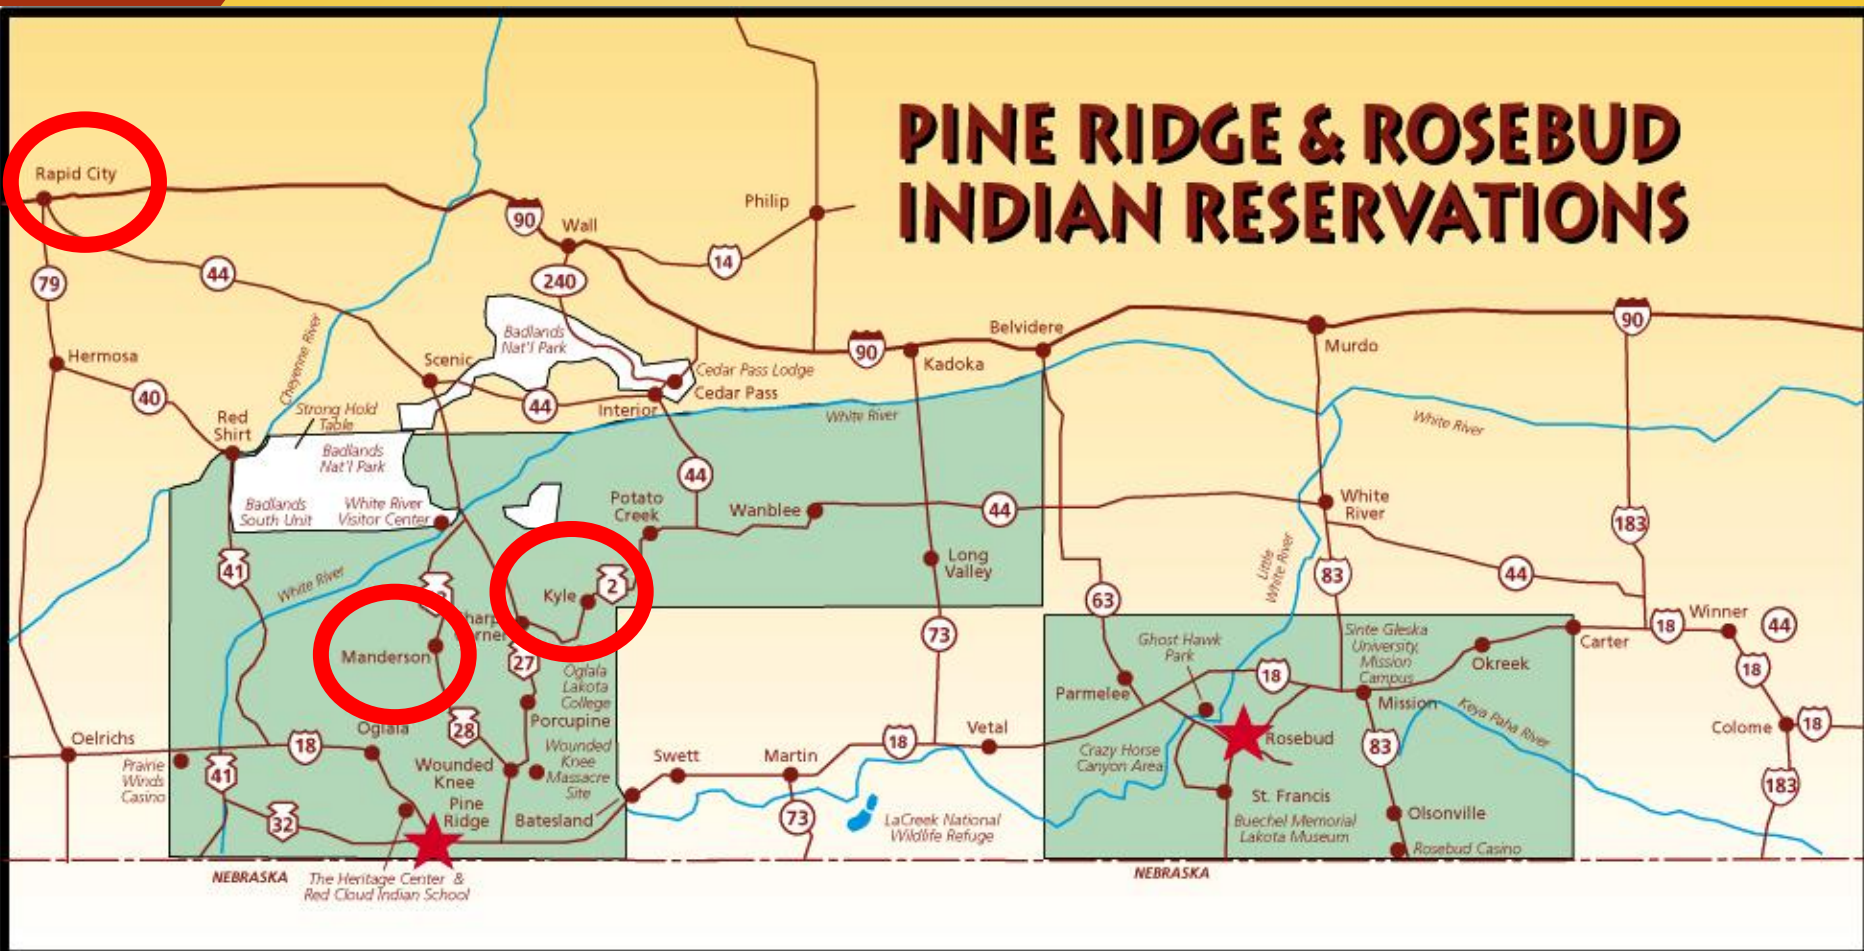 PINE RIDGE & ROSEBUD
INDIAN RESERVATIONS
Rapid City
90
Wall
Philip
14
240
44
79
Cheyenne River
Badlands
Nat'l Park
Belvidere
90
Kadoka
90
Murdo
Hermosa
Scenic
Cedar Pass Lodge
Cedar Pass
40
44
Interior
White River
White River
Red
Shirt
Strong Hold
Table
Badlands
Nat'l Park
Badlands
South Unit
White River
Visitor Center
44
Potato
Creek
Wanblee
44
White
River
183
41
White River
Kyle
2
Long
Valley
Little
White River
83
44
63
Manderson
27
73
Ghost Hawk
Park
Sinte Gleska
University,
Mission
Campus
18
Winner
44
Carter
Okreek
18
Oglala
Lakota
College
Porcupine
18
Parmelee
Mission
Keya Paha River
Colome
18
Oelrichs
18
Oglala
28
Wounded
Knee
Wounded
Knee
Massacre
Site
Swett
Martin
18
Vetal
Crazy Horse
Canyon Area
Rosebud
83
Prairie
Winds
Casino
41
32
Pine
Ridge
Batesland
73
LaCreek National
Wildlife Refuge
St. Francis
Buechel Memorial
Lakota Museum
Olsonville
Rosebud Casino
183
NEBRASKA
The Heritage Center &
Red Cloud Indian School
NEBRASKA